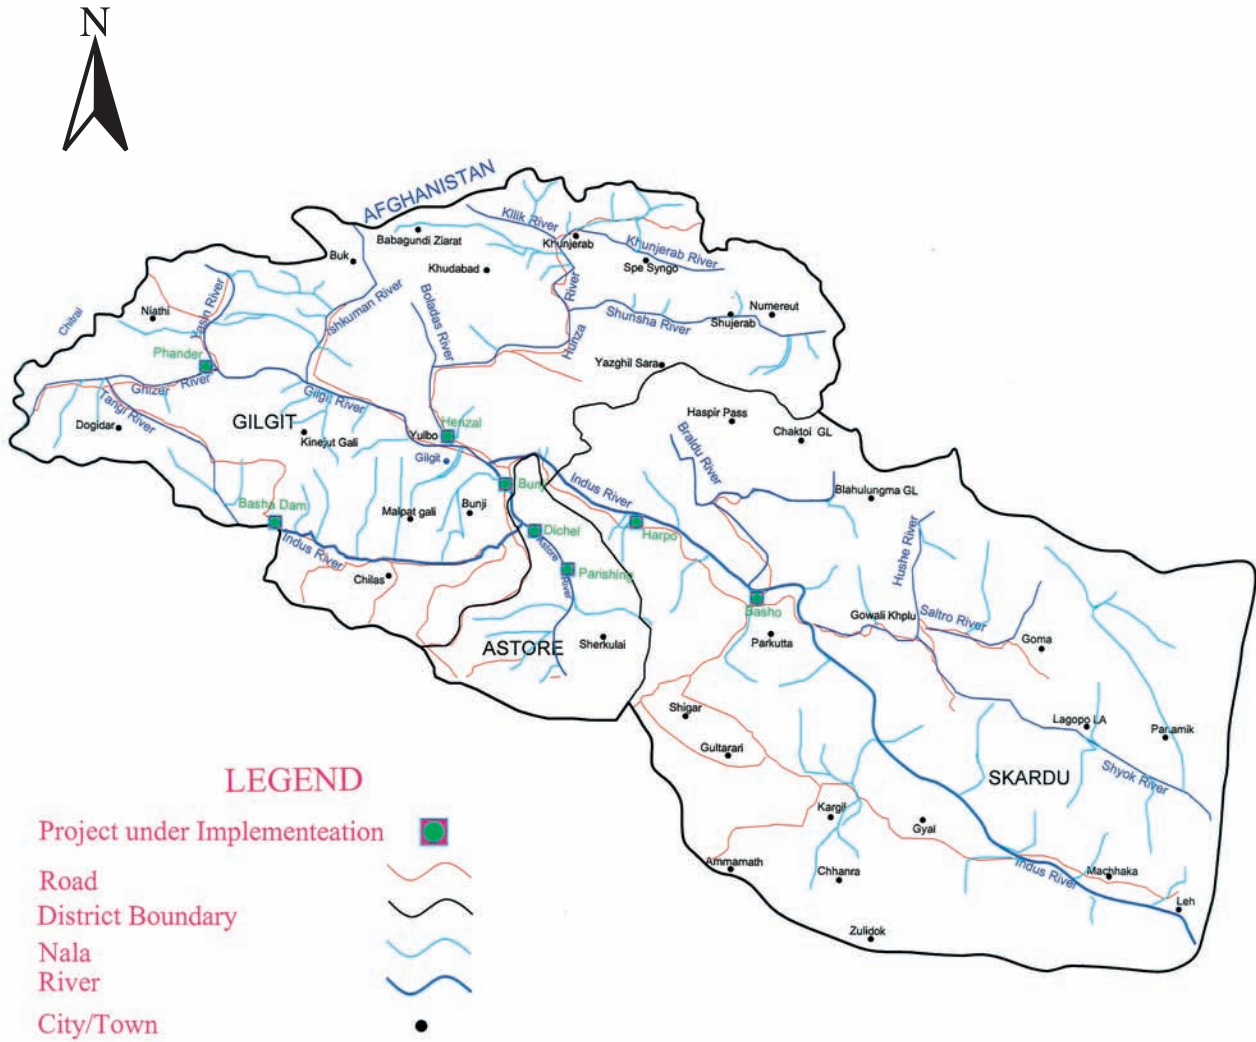 N
AFGHANISTAN
Kllik River
Khunjerab
Babagundi Ziarat
Khunjerab River
Buk
Khudabad
Spe Syngo
River
Boladas River
Ishkuman River
Yasin River
Niathi
Chitral
Numereut
Shunsha River
Shujerab
Hunza
Phander
Yazghil Sara
Ghizer River
Tangi River
Gilgit River
Haspir Pass
GILGIT
Henzal
Dogidar
Yulbo
Kinejut Gali
Chaktoi GL
Braldu River
Gilgit
Indus River
Bunji
Blahulungma GL
Basha Dam
Malpat gali
Bunji
Dichel
Harpo
Indus River
Astore River
Hushe River
Chilas
Parishing
Basho
Gowali Khplu
Saltro River
ASTORE
Sherkulai
Parkutta
Goma
Shigar
Lagopo LA
Panamik
Gultarari
Shyok River
SKARDU
Kargil
Gyal
Ammamath
Chhanra
Indus River
Machhaka
Leh
Zulidok
LEGEND
Project under Implementeation
Road
District Boundary
Nala
River
City/Town